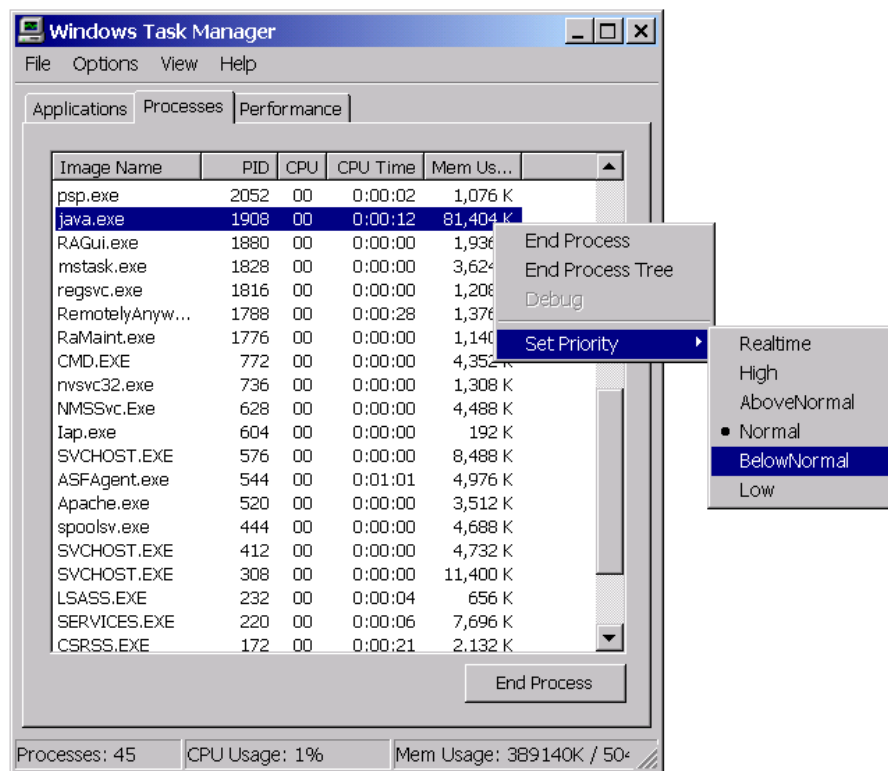 Windows Task Manager
File Options View Help
Applications Processes Performance
Image Name PID CPU CPU Time Mem Us...
psp.exe 2052 00 0:00:02 1,076 K
java.exe 1908 00 0:00:12 81,404 K
RAGui.exe 1880 00 0:00:00 1,936
mstask.exe 1828 00 0:00:00 3,624
regsvc.exe 1816 00 0:00:00 1,208
RemotelyAnyw... 1788 00 0:00:28 1,376
RaMaint.exe 1776 00 0:00:00 1,140
CMD.EXE 772 00 0:00:00 4,352 K
nvsvc32.exe 736 00 0:00:00 1,308 K
NMSSvc.Exe 628 00 0:00:00 4,488 K
Iap.exe 604 00 0:00:00 192 K
SVCHOST.EXE 576 00 0:00:00 8,488 K
ASFAgent.exe 544 00 0:01:01 4,976 K
Apache.exe 520 00 0:00:00 3,512 K
spoolsv.exe 444 00 0:00:00 4,688 K
SVCHOST.EXE 412 00 0:00:00 4,732 K
SVCHOST.EXE 308 00 0:00:00 11,400 K
LSASS.EXE 232 00 0:00:04 656 K
SERVICES.EXE 220 00 0:00:06 7,696 K
CSRSS.EXE 172 00 0:00:21 2,132 K
End Process
End Process Tree
Debug
Set Priority
Realtime
High
AboveNormal
Normal
BelowNormal
Low
End Process
Processes: 45 CPU Usage: 1% Mem Usage: 389140K / 504